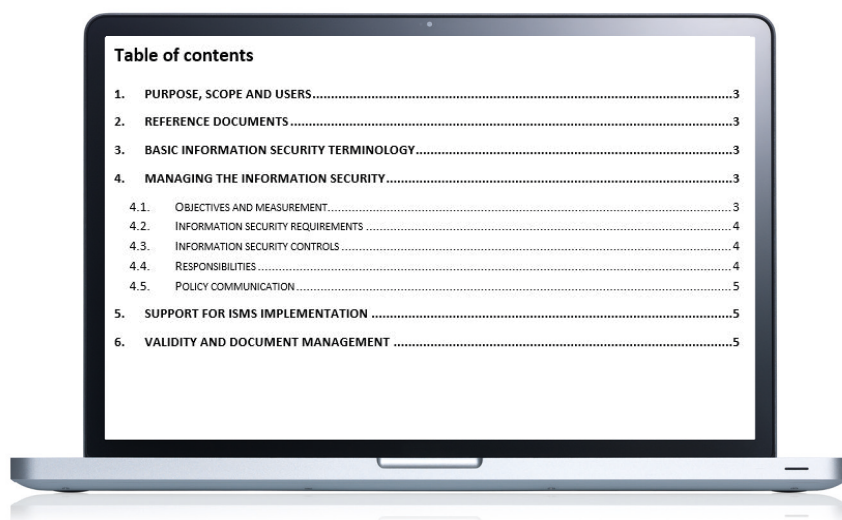 Table of contents
1. PURPOSE, SCOPE AND USERS...3
2. REFERENCE DOCUMENTS...3
3. BASIC INFORMATION SECURITY TERMINOLOGY...3
4. MANAGING THE INFORMATION SECURITY...3
4.1. OBJECTIVES AND MEASUREMENT...3
4.2. INFORMATION SECURITY REQUIREMENTS...4
4.3. INFORMATION SECURITY CONTROLS...4
4.4. RESPONSIBILITIES...4
4.5. POLICY COMMUNICATION...5
5. SUPPORT FOR ISMS IMPLEMENTATION...5
6. VALIDITY AND DOCUMENT MANAGEMENT...5